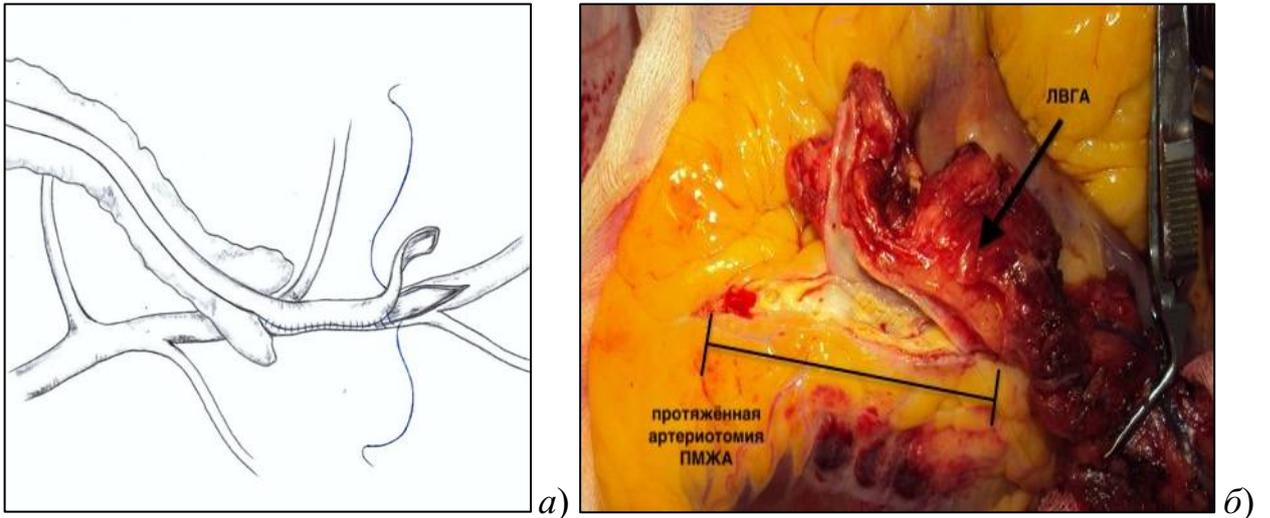 ЛВГА
протяжённая
артериотомия
ПМЖА
а)
б)